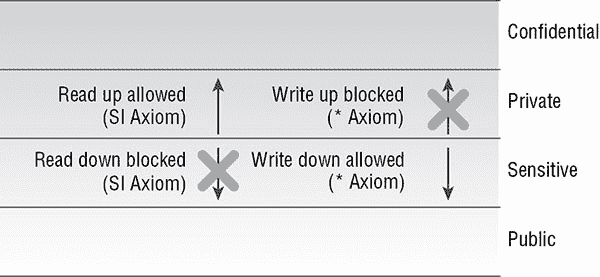 Confidential
Read up allowed
(SI Axiom)
Write up blocked
(* Axiom)
Private
Read down blocked
(SI Axiom)
Write down allowed
(* Axiom)
Sensitive
Public